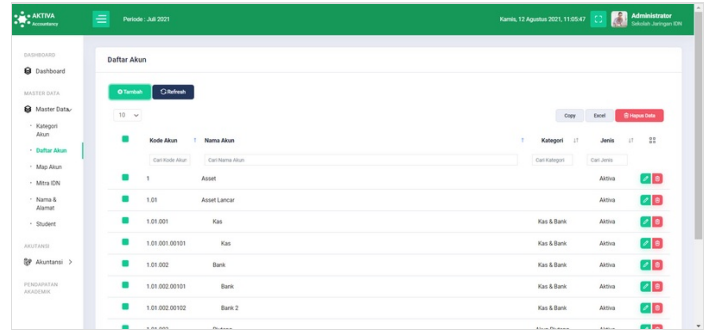 AKTIVA
Accountancy
Periode : Juli 2021
Kamis, 12 Agustus 2021, 11:05:47
Administrator
Sekolah Jaringan IDN
DASHBOARD
Dashboard
MASTER DATA
Master Data
Kategori
Akun
Daftar Akun
Map Akun
Mitra IDN
Nama &
Alamat
Student
AKUTANSI
Akuntansi
PENDAPATAN
AKADEMIK
Daftar Akun
Tambah
Refresh
10
Copy
Excel
Hapus Data
Kode Akun
Nama Akun
Kategori
Jenis
Cari Kode Akun
Cari Nama Akun
Cari Kategori
Cari Jenis
1 Asset Aktiva
1.01 Asset Lancar Aktiva
1.01.001 Kas Kas & Bank Aktiva
1.01.001.00101 Kas Kas & Bank Aktiva
1.01.002 Bank Kas & Bank Aktiva
1.01.002.00101 Bank Kas & Bank Aktiva
1.01.002.00102 Bank 2 Kas & Bank Aktiva